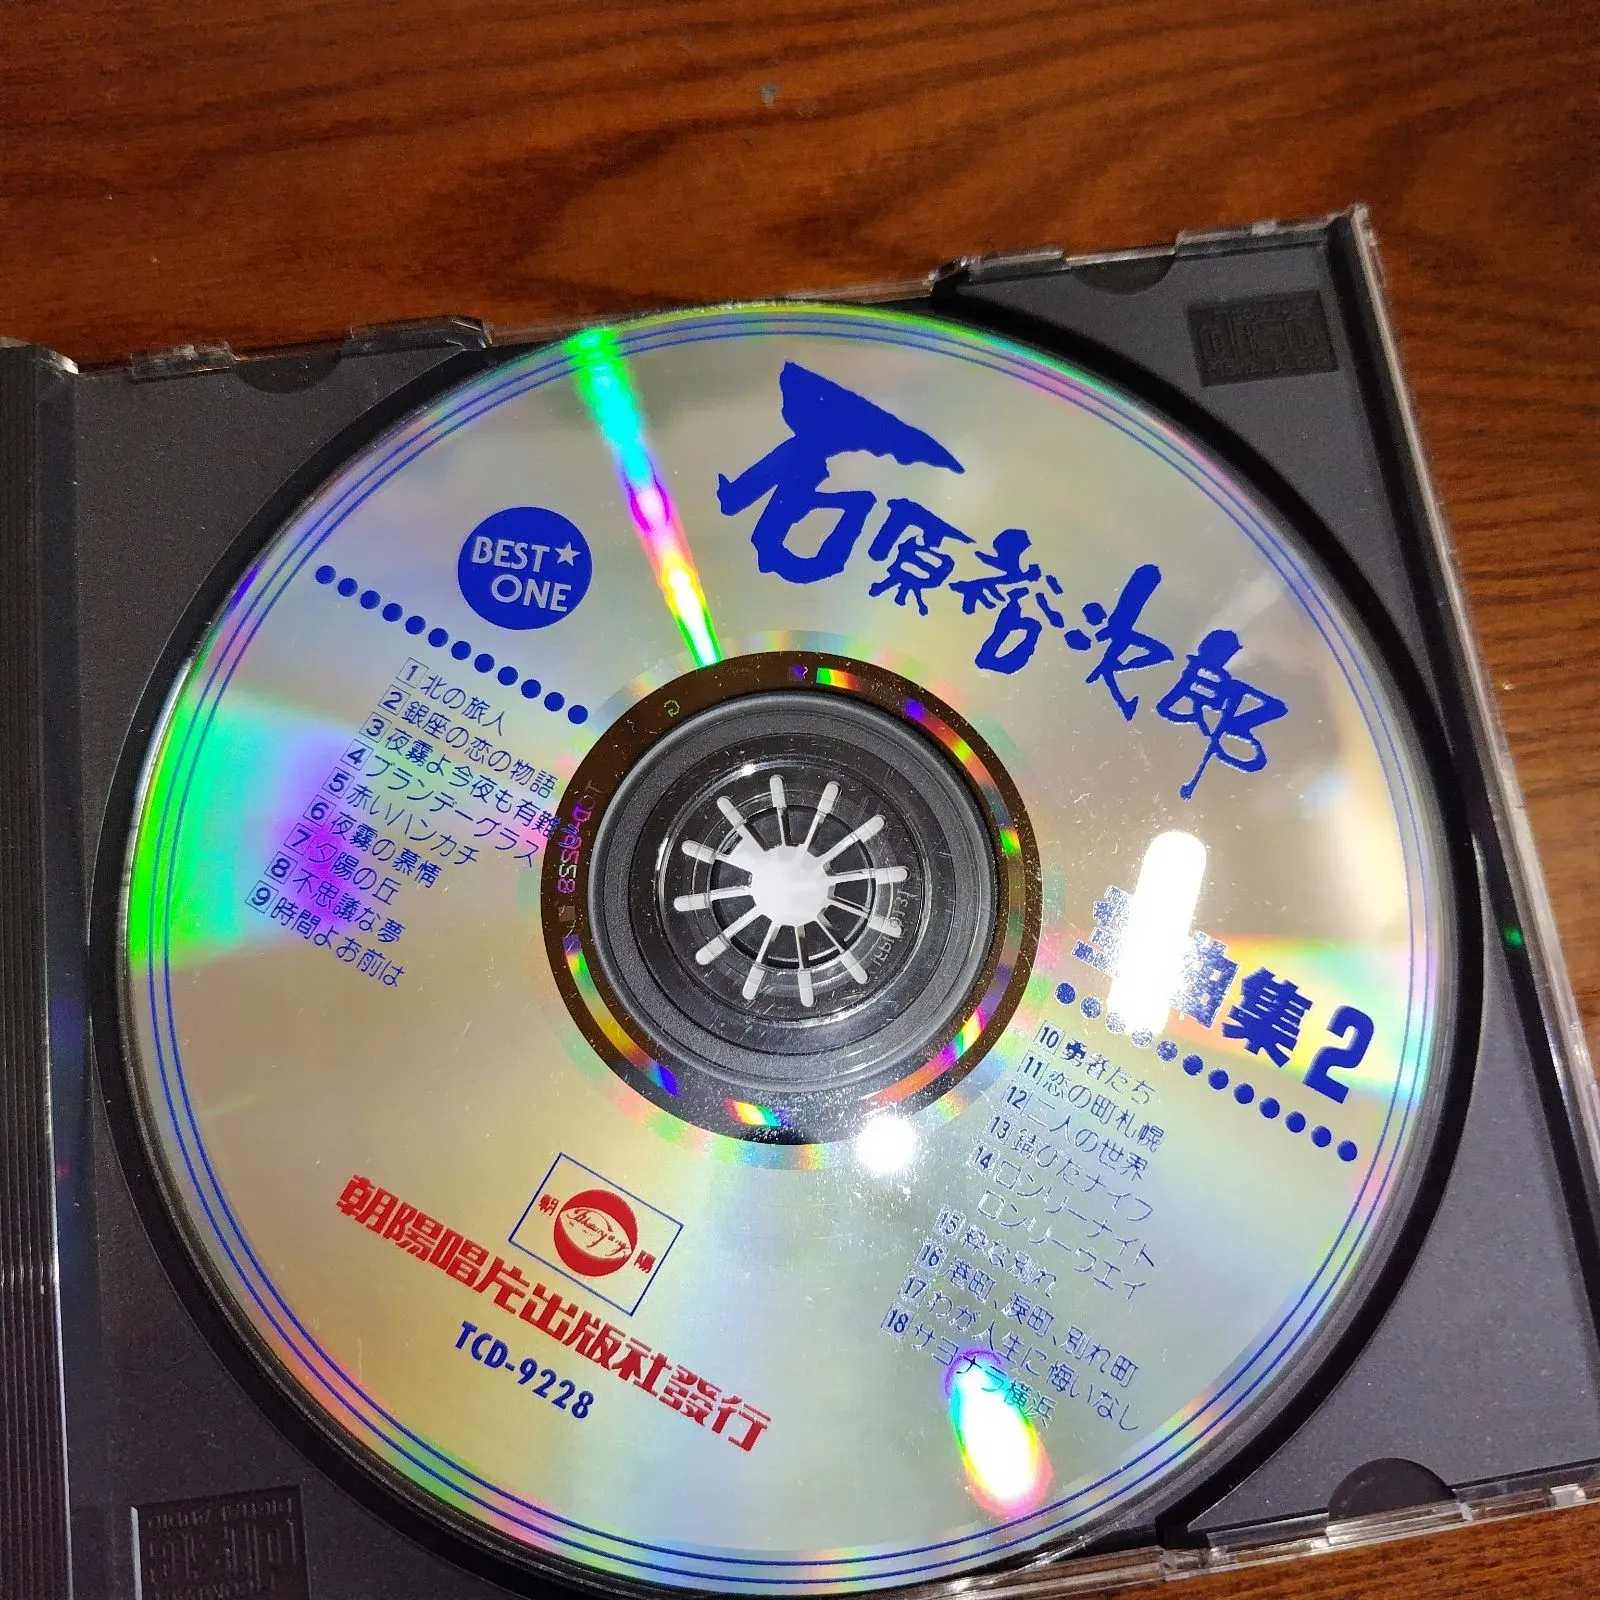 石原裕次郎
BEST★
ONE
1 北の旅人
2 銀座の恋の物語
3 夜霧よ今夜も有難う
4 ブランデーグラス
5 赤いハンカチ
6 夜霧の慕情
7 夕陽の丘
8 不思議な夢
9 時間よお前は
曲集2
10 勇者たち
11 恋の町札幌
12 二人の世界
13 錆びたナイフ
14 ロンリーナイト
ロンリーウエイ
15 粋な別れ
16 港町、涙町、別れ町
17 わが人生に悔いなし
18 サヨナラ横浜
朝 陽
朝陽唱片出版社發行
TCD-9228